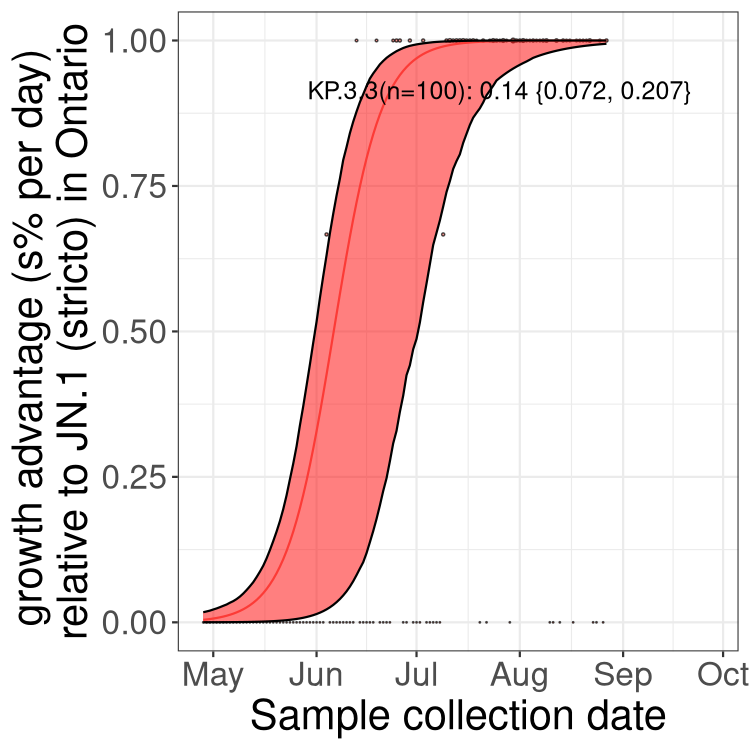 growth advantage (s% per day)
relative to JN.1 (stricto) in Ontario
1.00
0.75
0.50
0.25
0.00
KP.3.3(n=100): 0.14 {0.072, 0.207}
May Jun Jul Aug Sep Oct
Sample collection date